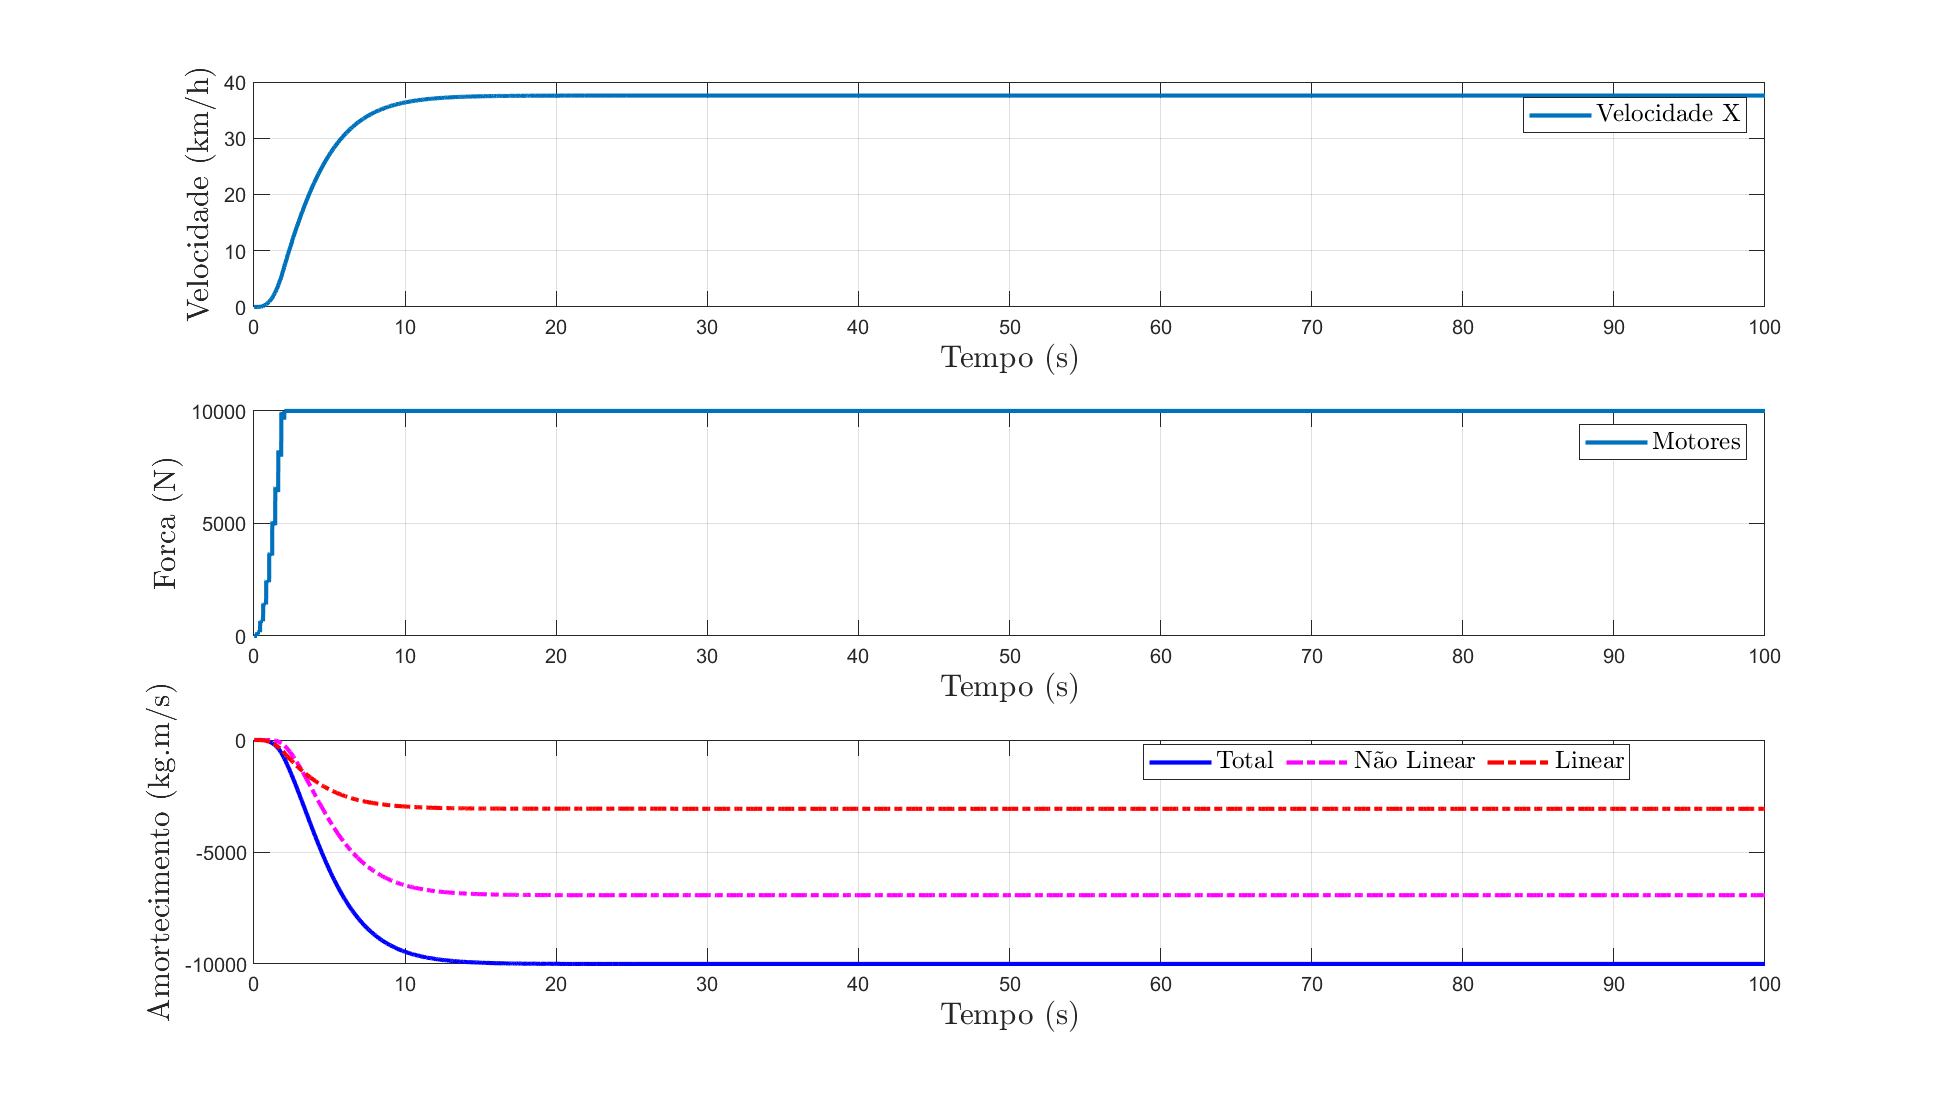 Velocidade (km/h)
40
30
20
10
0
Velocidade X
0 10 20 30 40 50 60 70 80 90 100
Tempo (s)
Forca (N)
10000
5000
0
Motores
0 10 20 30 40 50 60 70 80 90 100
Tempo (s)
Amortecimento (kg.m/s)
0
-5000
-10000
Total Não Linear Linear
0 10 20 30 40 50 60 70 80 90 100
Tempo (s)